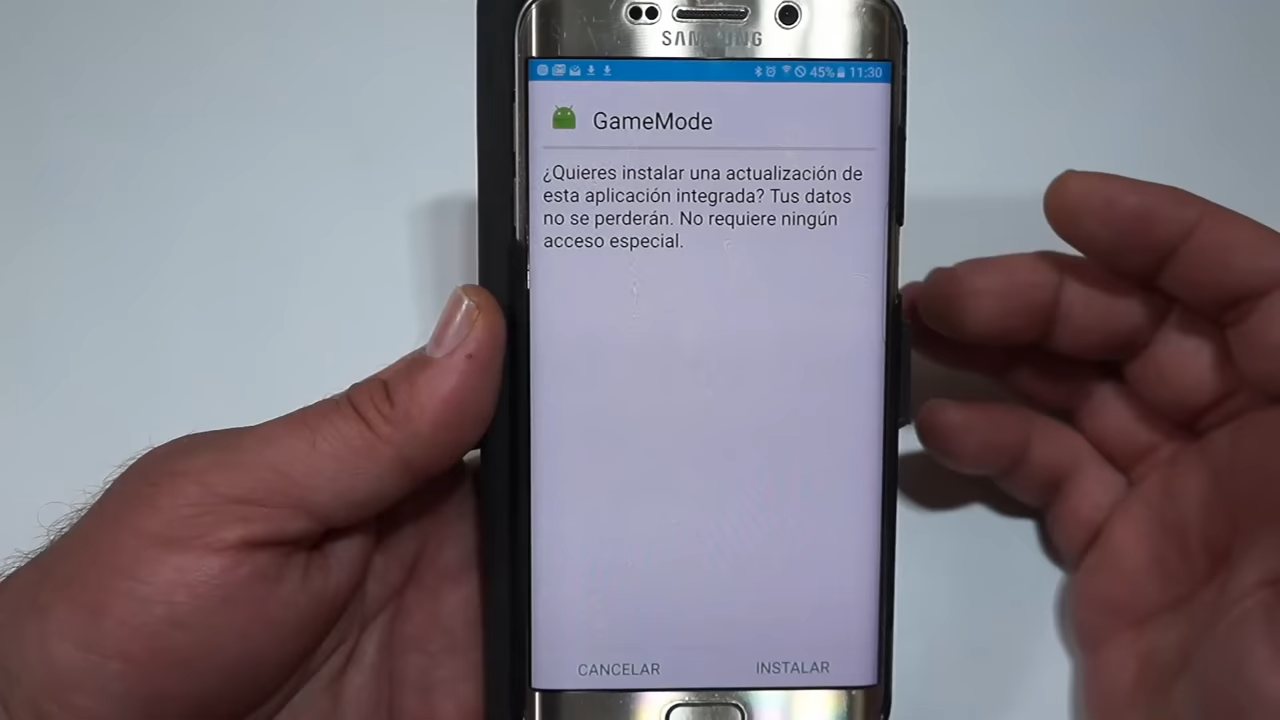 SAMSUNG
45% 11:30
GameMode
¿Quieres instalar una actualización de
esta aplicación integrada? Tus datos
no se perderán. No requiere ningún
acceso especial.
CANCELAR INSTALAR